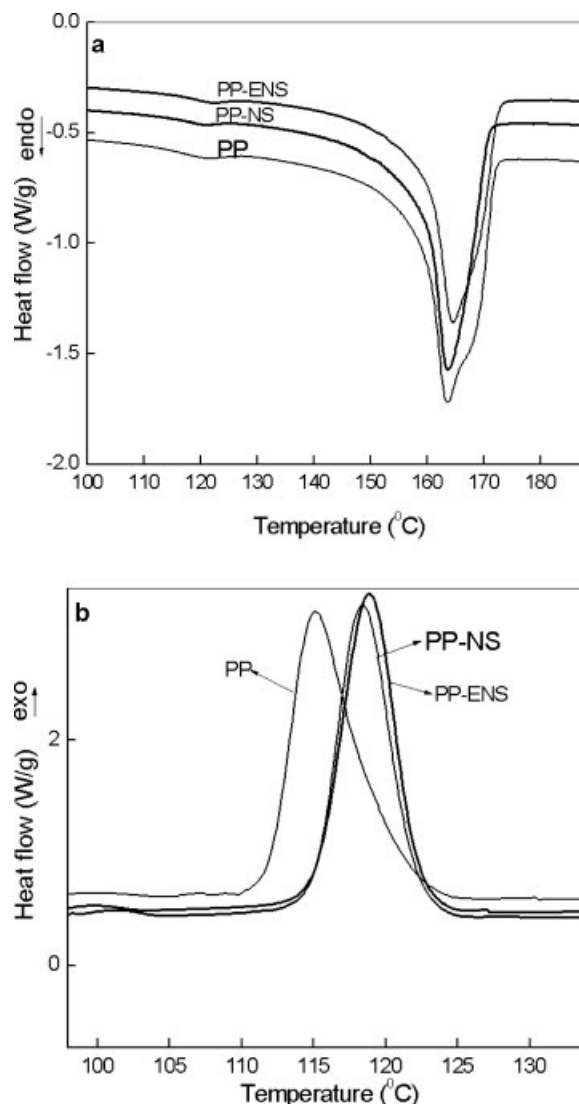 a
0.0
-0.5
-1.0
-1.5
-2.0
Heat flow (W/g) endo
PP-ENS
PP-NS
PP
100 110 120 130 140 150 160 170 180
Temperature (⁰C)
b
2
0
Heat flow (W/g) exo
PP
PP-NS
PP-ENS
100 105 110 115 120 125 130
Temperature (⁰C)